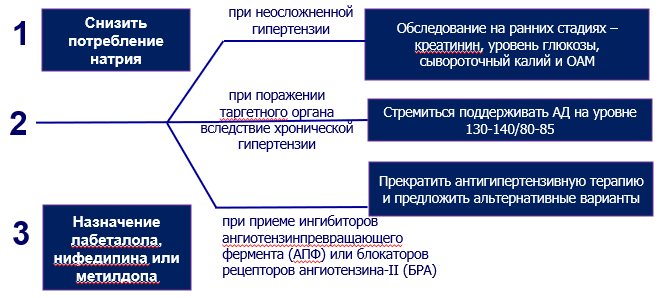 1
Снизить
потребление
натрия
при неосложненной
гипертензии
Обследование на ранних стадиях –
креатинин, уровень глюкозы,
сывороточный калий и ОАМ
2
при поражении
таргетного органа
вследствие хронической
гипертензии
Стремиться поддерживать АД на уровне
130-140/80-85
3
Назначение
лабеталола,
нифедипина или
метилдопа
при приеме ингибиторов
ангиотензинпревращающего
фермента (АПФ) или блокаторов
рецепторов ангиотензина-II (БРА)
Прекратить антигипертензивную терапию
и предложить альтернативные варианты